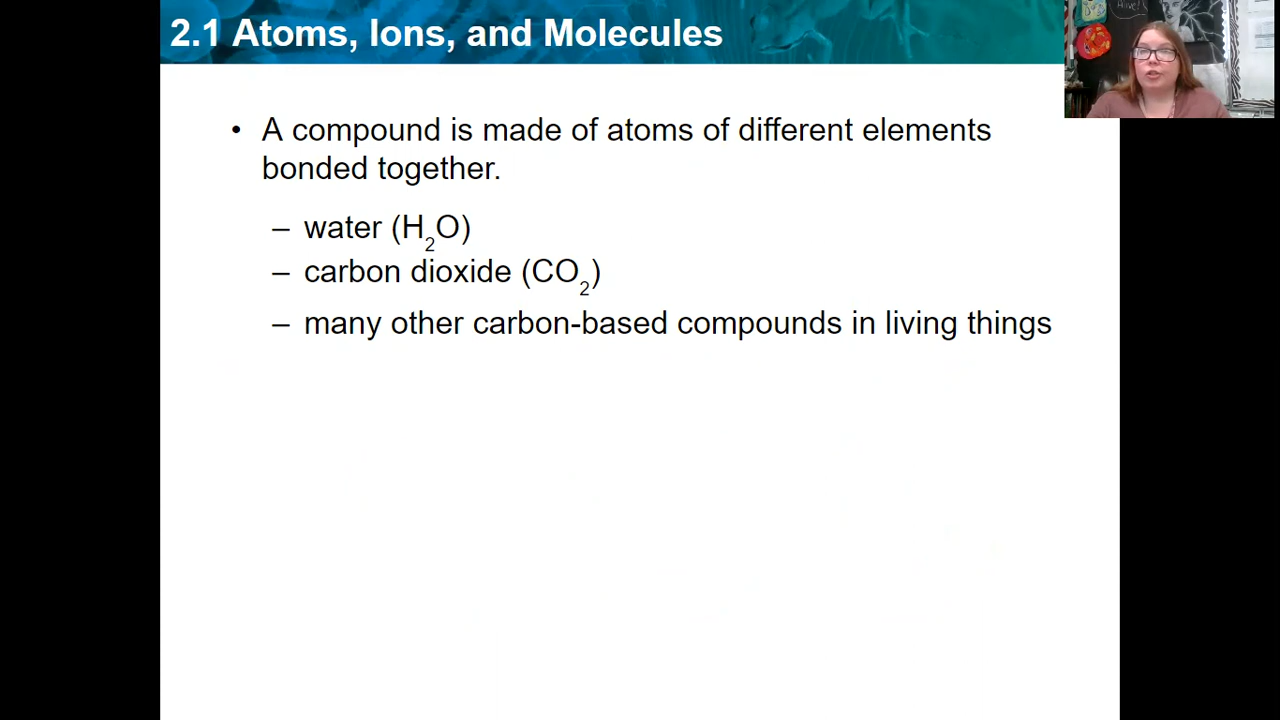 2.1 Atoms, Ions, and Molecules
• A compound is made of atoms of different elements
bonded together.
– water (H₂O)
– carbon dioxide (CO₂)
– many other carbon-based compounds in living things
Alive!